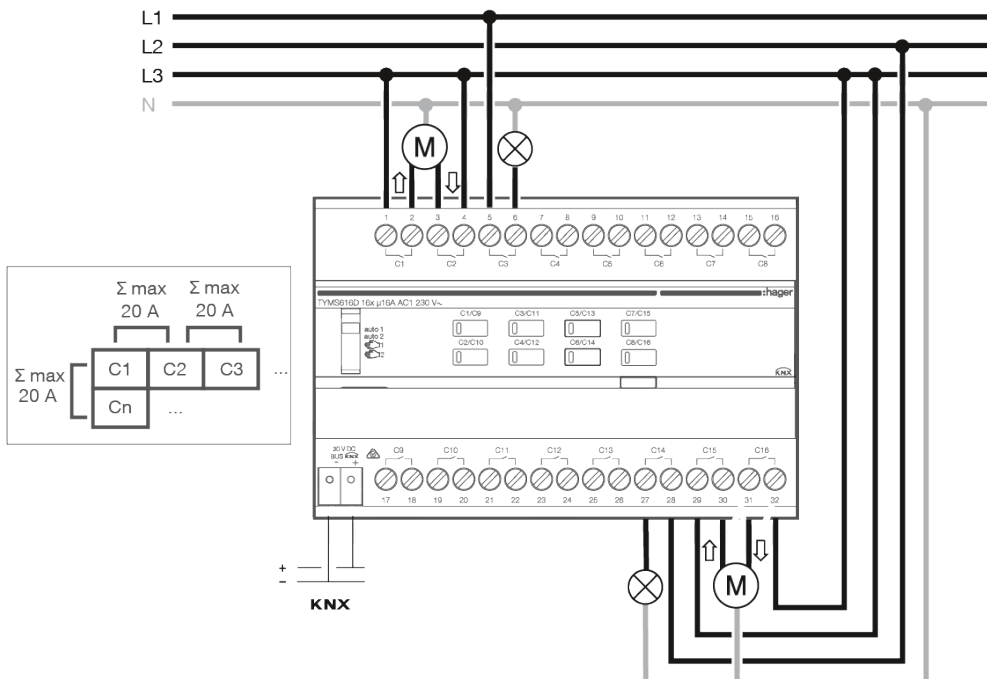 L1
L2
L3
N
M
1 2 3 4 5 6 7 8 9 10 11 12 13 14 15 16
C1 C2 C3 C4 C5 C6 C7 C8
:hager
TYMS616D 16x µ16A AC1 230 V~
C1/C9 C3/C11 C5/C13 C7/C15
auto 1
auto 2
C2/C10 C4/C12 C6/C14 C8/C16
KNX
Σ max
20 A
Σ max
20 A
Σ max
20 A
C1 C2 C3 ...
Cn ...
30 V DC
BUS KNX
- +
C9 C10 C11 C12 C13 C14 C15 C16
17 18 19 20 21 22 23 24 25 26 27 28 29 30 31 32
+
−
KNX
M